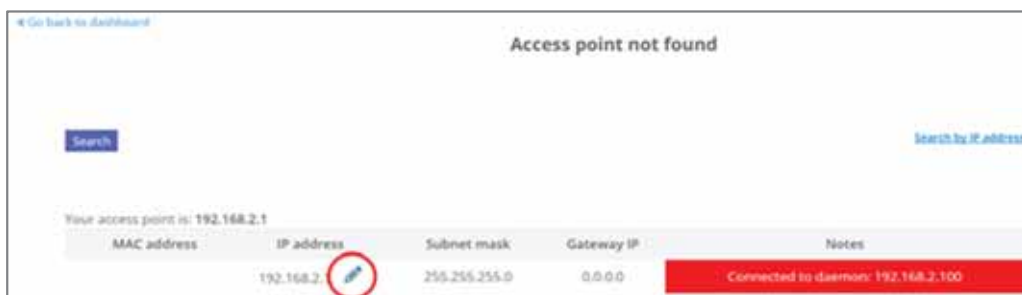 Go back to dashboard
Access point not found
Search
Search by IP address
Your access point is: 192.168.2.1
MAC address IP address Subnet mask Gateway IP Notes
192.168.2. 255.255.255.0 0.0.0.0 Connected to daemon: 192.168.2.100